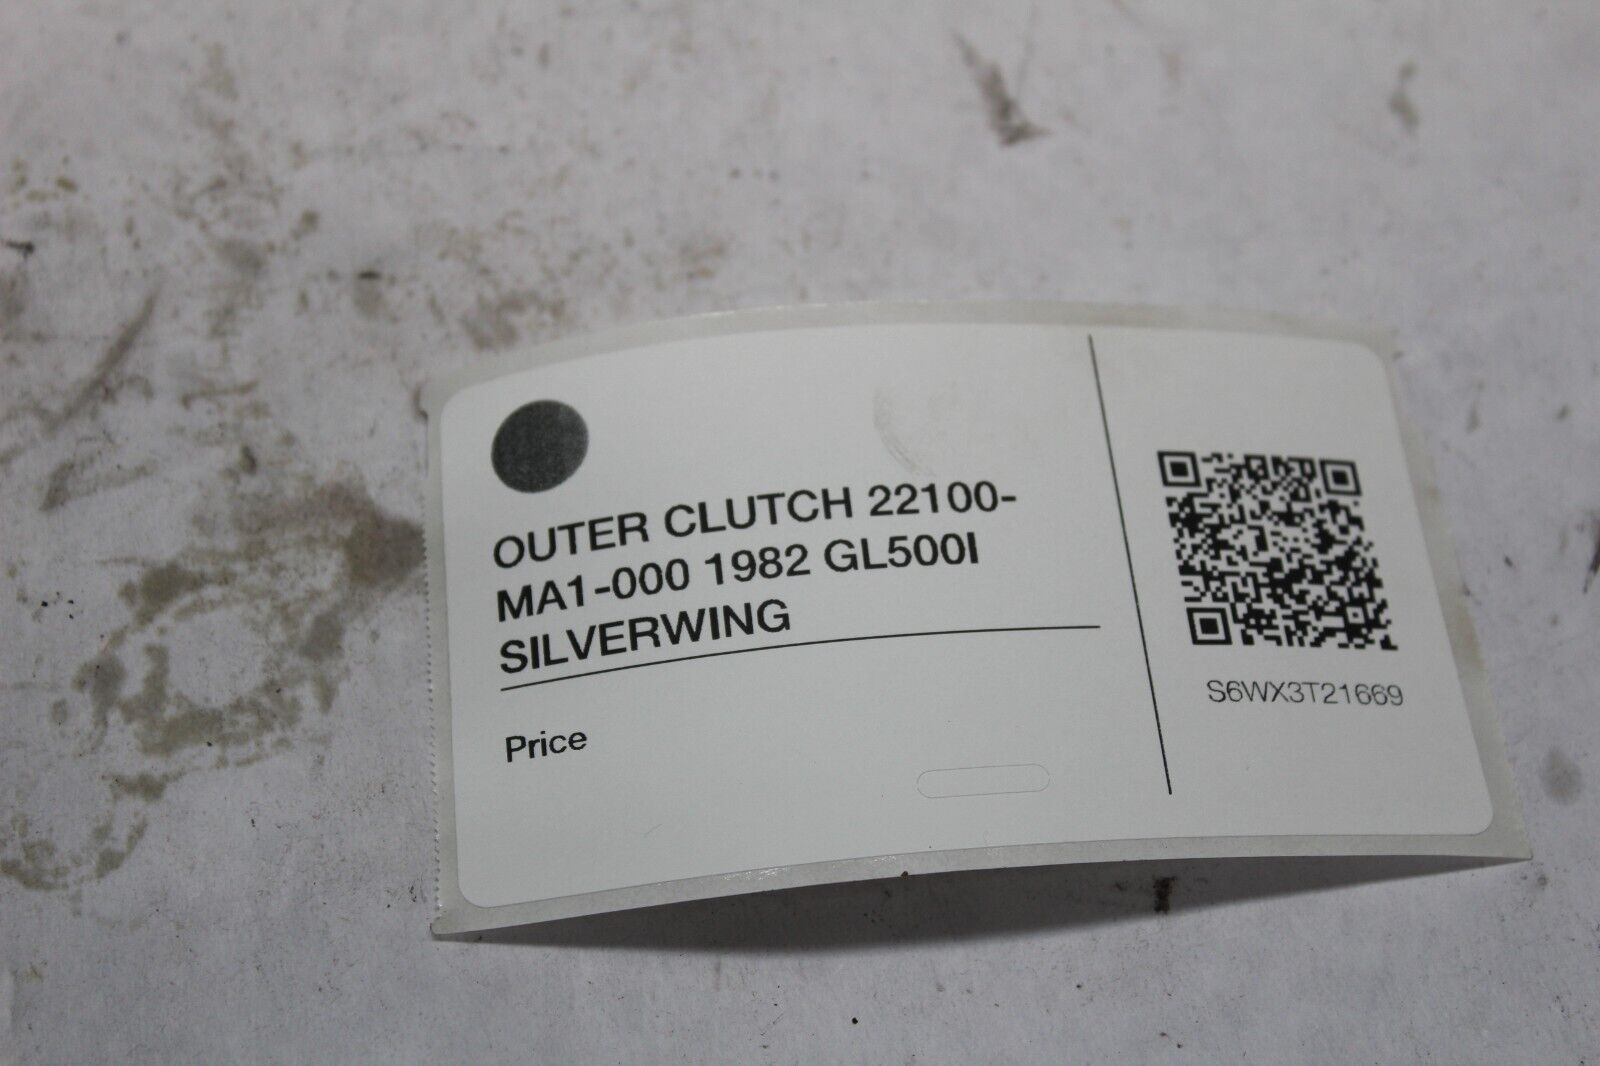 OUTER CLUTCH 22100-
MA1-000 1982 GL500I
SILVERWING
Price
S6WX3T21669